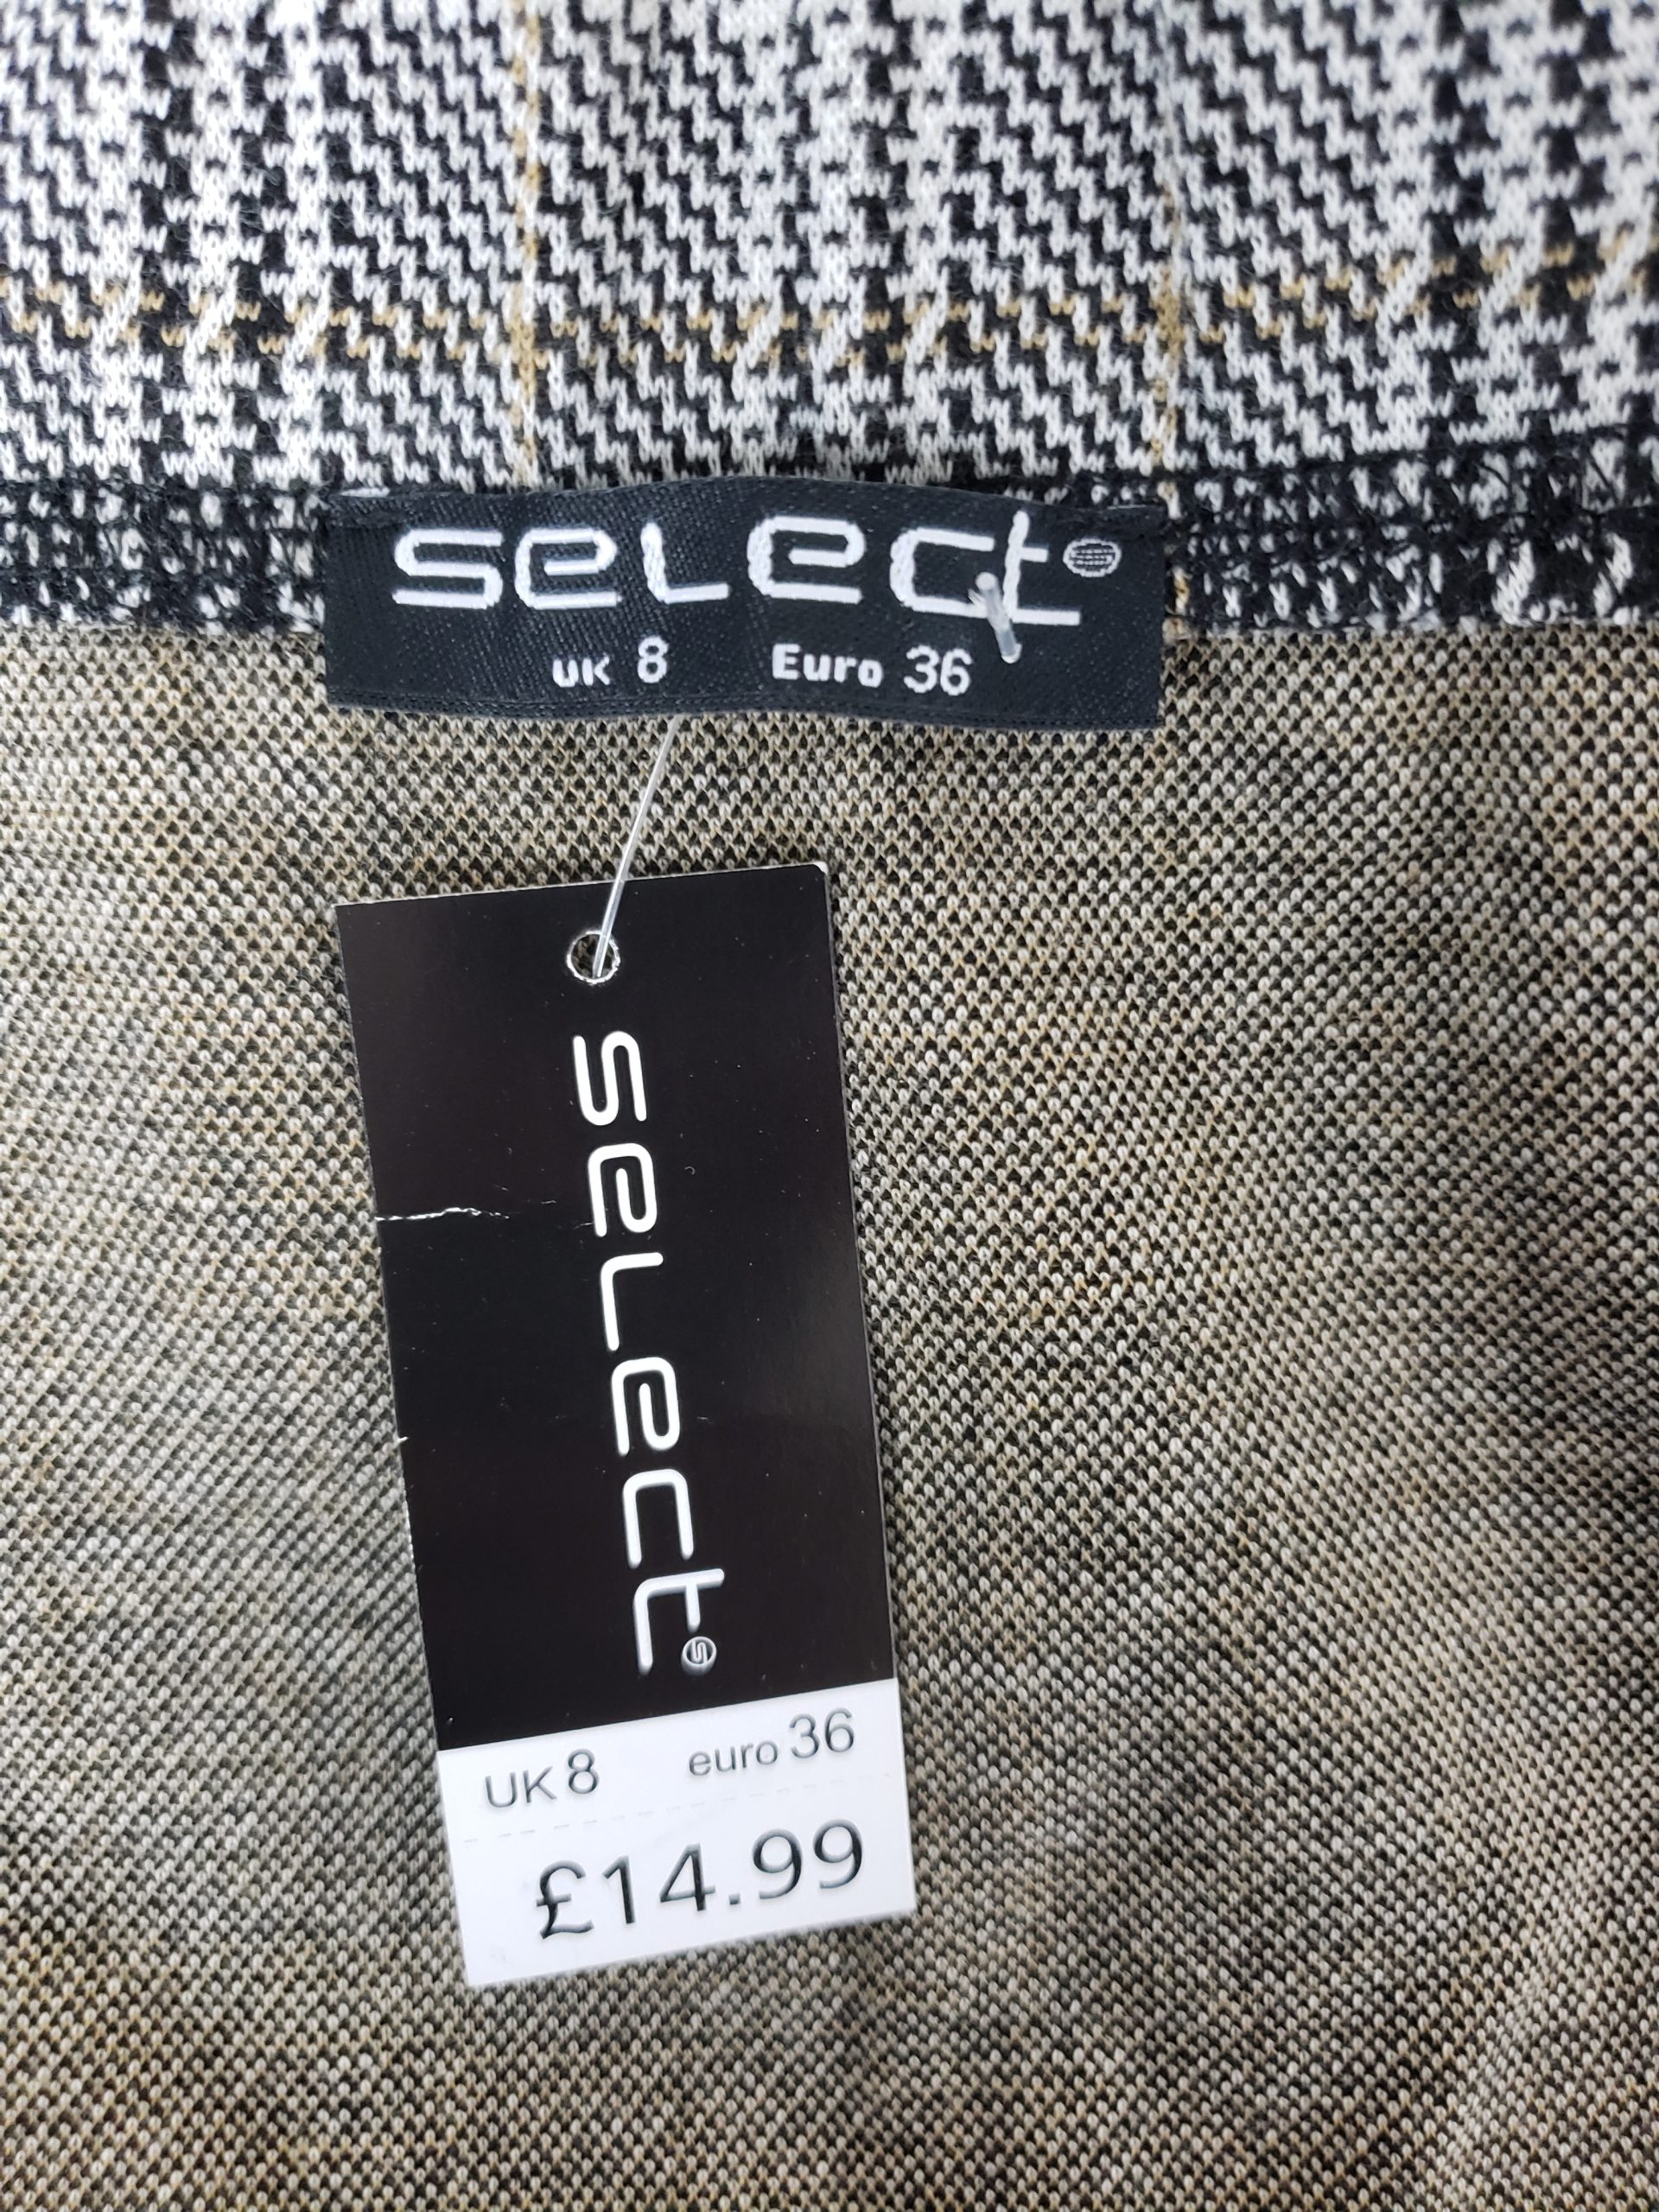 select
UK 8 Euro 36
select
UK 8 euro 36
£14.99